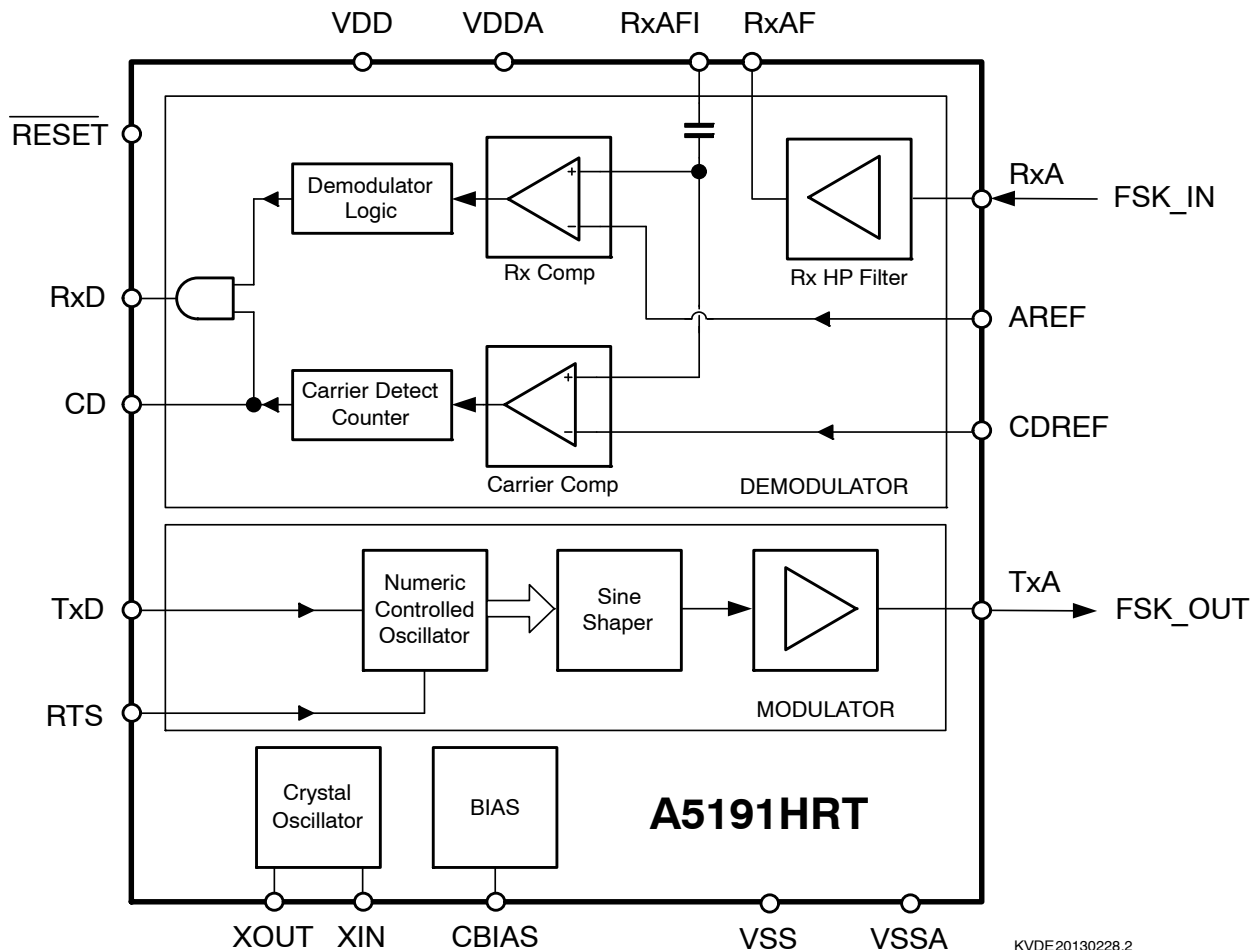 VDD VDDA RxAFI RxAF
RESET
Demodulator
Logic
Rx Comp
Rx HP Filter
RxA
FSK_IN
RxD
AREF
CD
Carrier Detect
Counter
Carrier Comp
CDREF
DEMODULATOR
TxD
Numeric
Controlled
Oscillator
Sine
Shaper
TxA
FSK_OUT
RTS
MODULATOR
Crystal
Oscillator
BIAS
A5191HRT
XOUT XIN CBIAS VSS VSSA
KVDE20130228.2